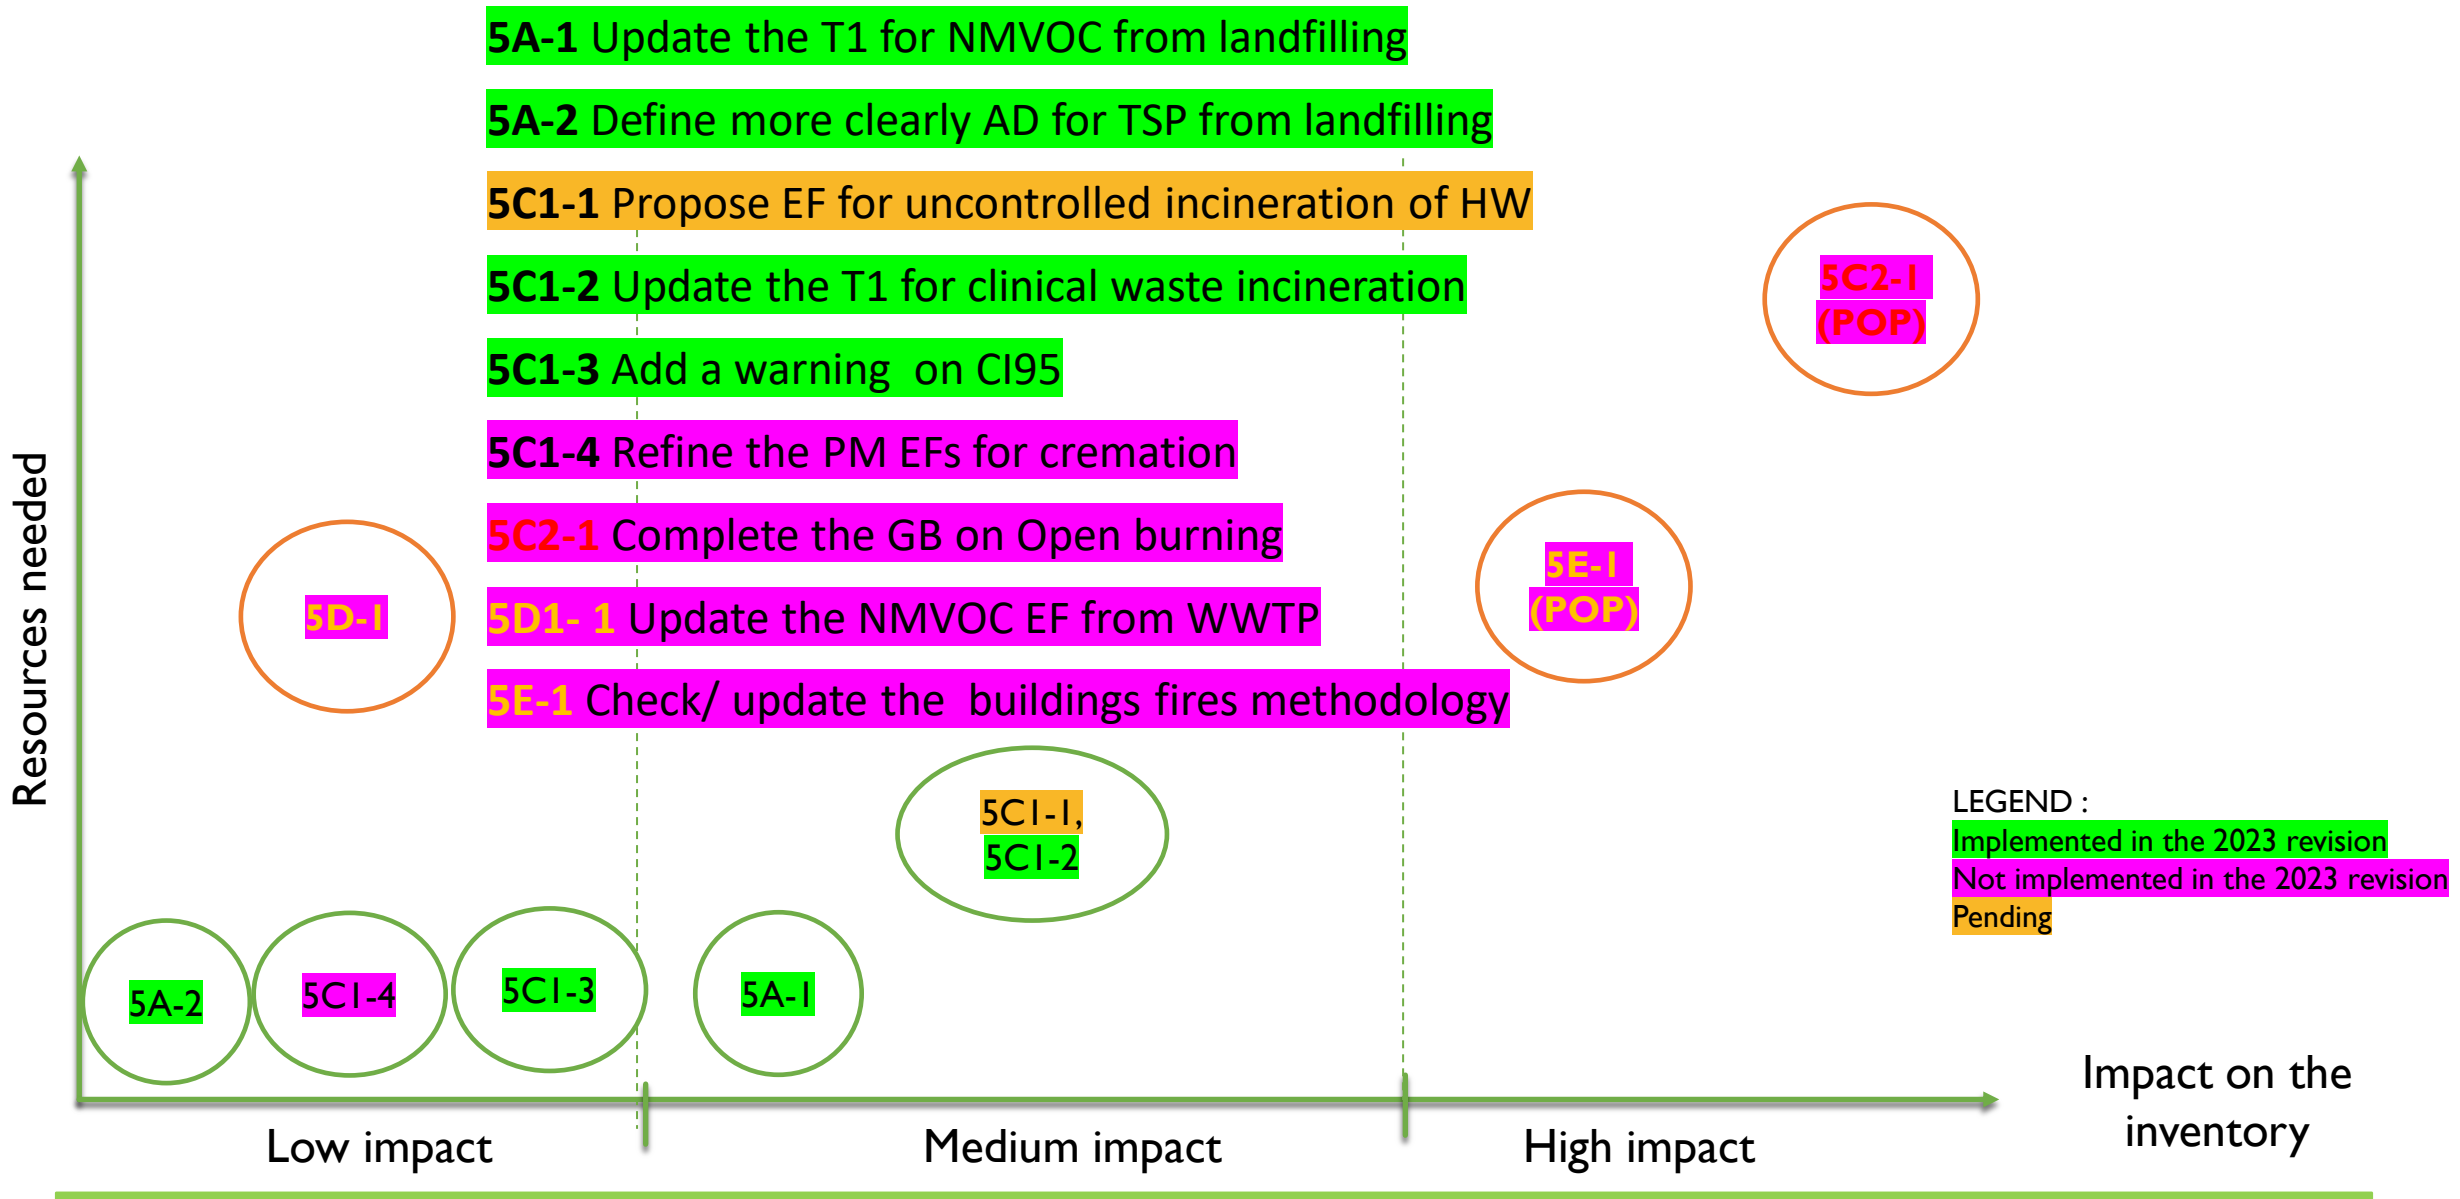 5A-1 Update the T1 for NMVOC from landfilling
5A-2 Define more clearly AD for TSP from landfilling
5C1-1 Propose EF for uncontrolled incineration of HW
5C1-2 Update the T1 for clinical waste incineration
5C1-3 Add a warning  on CI95
5C1-4 Refine the PM EFs for cremation
5C2-1 Complete the GB on Open burning
5D1- 1 Update the NMVOC EF from WWTP
5E-1 Check/ update the  buildings fires methodology
Resources needed
5C2-1
(POP)
5E-1
(POP)
5D-1
5C1-1,
5C1-2
5A-2
5C1-4
5C1-3
5A-1
LEGEND :
Implemented in the 2023 revision
Not implemented in the 2023 revision
Pending
Low impact
Medium impact
High impact
Impact on the
inventory